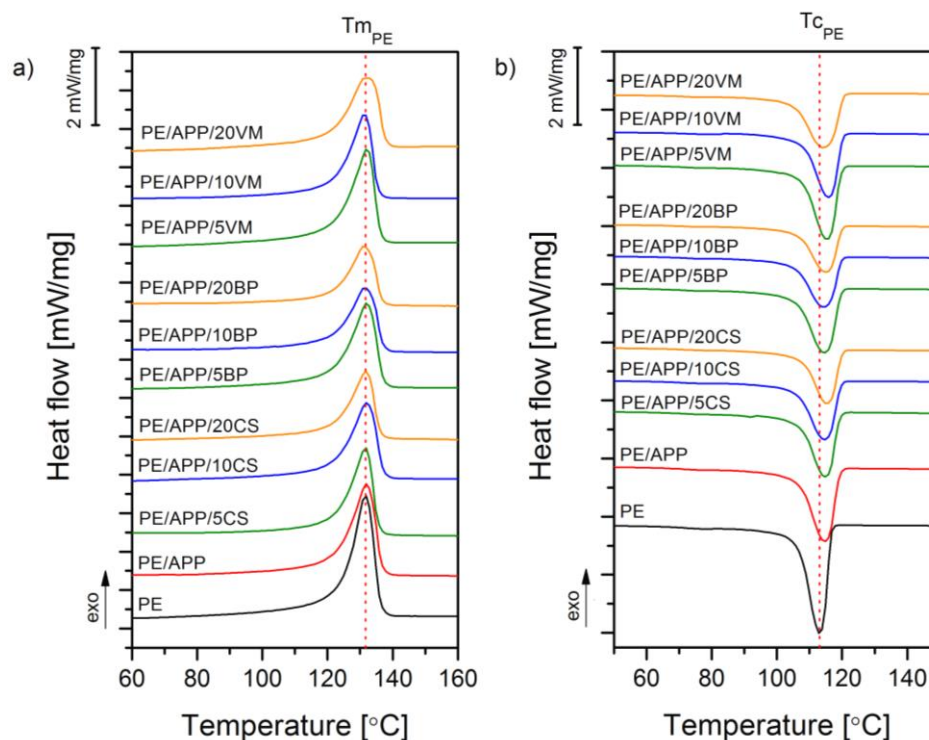 a)
Tm_PE
2 mW/mg
PE/APP/20VM
PE/APP/10VM
PE/APP/5VM
PE/APP/20BP
PE/APP/10BP
PE/APP/5BP
PE/APP/20CS
PE/APP/10CS
PE/APP/5CS
PE/APP
PE
exo
Heat flow [mW/mg]
60 80 100 120 140 160
Temperature [°C]
b)
Tc_PE
2 mW/mg
PE/APP/20VM
PE/APP/10VM
PE/APP/5VM
PE/APP/20BP
PE/APP/10BP
PE/APP/5BP
PE/APP/20CS
PE/APP/10CS
PE/APP/5CS
PE/APP
PE
exo
Heat flow [mW/mg]
60 80 100 120 140
Temperature [°C]